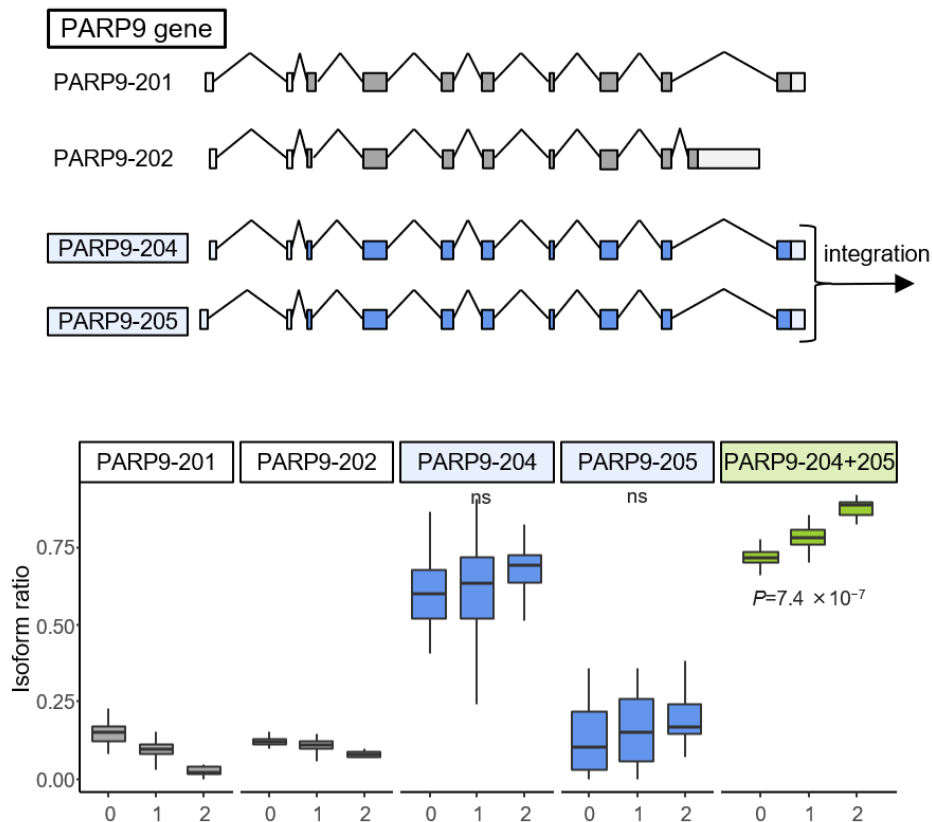 PARP9 gene
PARP9-201
PARP9-202
PARP9-204
PARP9-205
integration
PARP9-201 PARP9-202 PARP9-204 PARP9-205 PARP9-204+205
ns ns
Isoform ratio
0.75
0.50
0.25
0.00
P=7.4 ×10⁻⁷
0 1 2 0 1 2 0 1 2 0 1 2 0 1 2